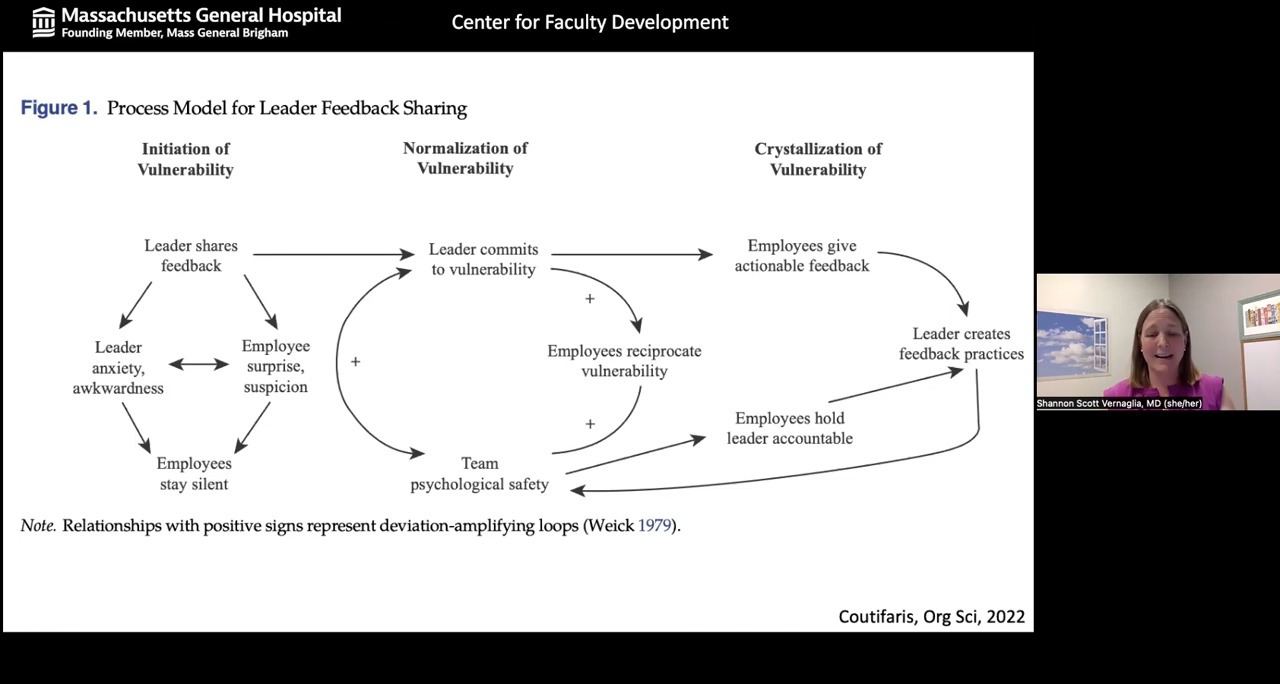 Massachusetts General Hospital
Founding Member, Mass General Brigham
Center for Faculty Development
Figure 1. Process Model for Leader Feedback Sharing
Initiation of
Vulnerability
Normalization of
Vulnerability
Crystallization of
Vulnerability
Leader shares
feedback
Leader commits
to vulnerability
Employees give
actionable feedback
Leader
anxiety,
awkwardness
Employee
surprise,
suspicion
+
+
Employees reciprocate
vulnerability
Leader creates
feedback practices
+
Employees hold
leader accountable
Employees
stay silent
Team
psychological safety
Note. Relationships with positive signs represent deviation-amplifying loops (Weick 1979).
Coutifaris, Org Sci, 2022
Shannon Scott Vernaglia, MD (she/her)